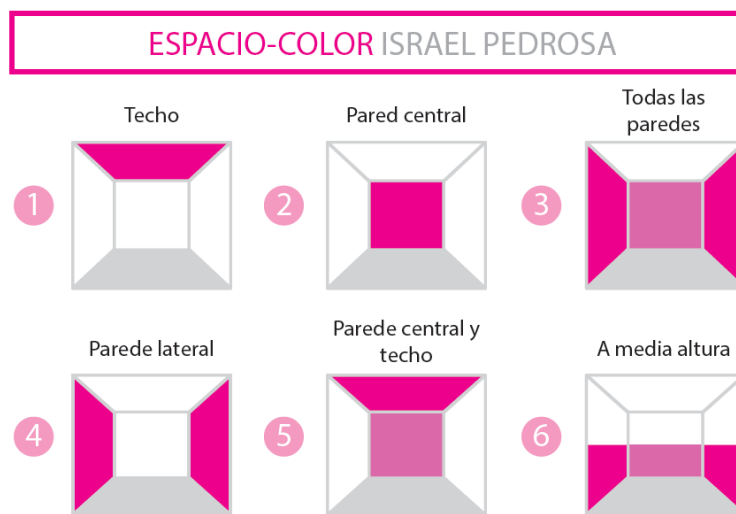 ESPACIO-COLOR ISRAEL PEDROSA
Techo
Pared central
Todas las
paredes
1
2
3
Parede lateral
Parede central y
techo
A media altura
4
5
6